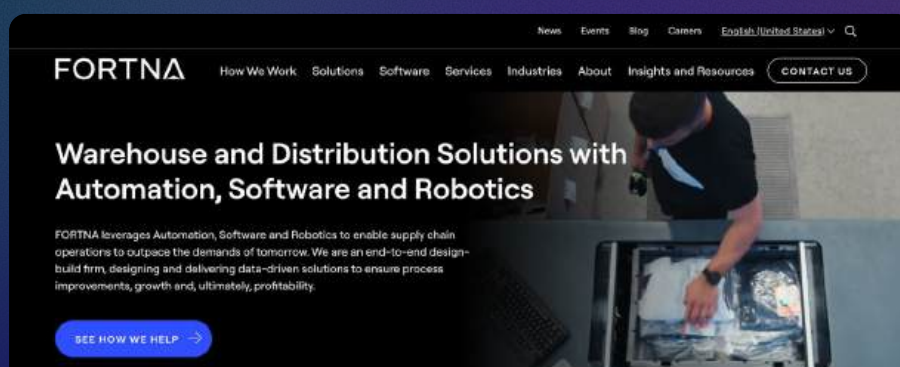 News Events Blog Careers English (United States)
FORTNA How We Work Solutions Software Services Industries About Insights and Resources CONTACT US
Warehouse and Distribution Solutions with
Automation, Software and Robotics
FORTNA leverages Automation, Software and Robotics to enable supply chain
operations to outpace the demands of tomorrow. We are an end-to-end design-
build firm, designing and delivering data-driven solutions to ensure process
improvements, growth and, ultimately, profitability.
SEE HOW WE HELP